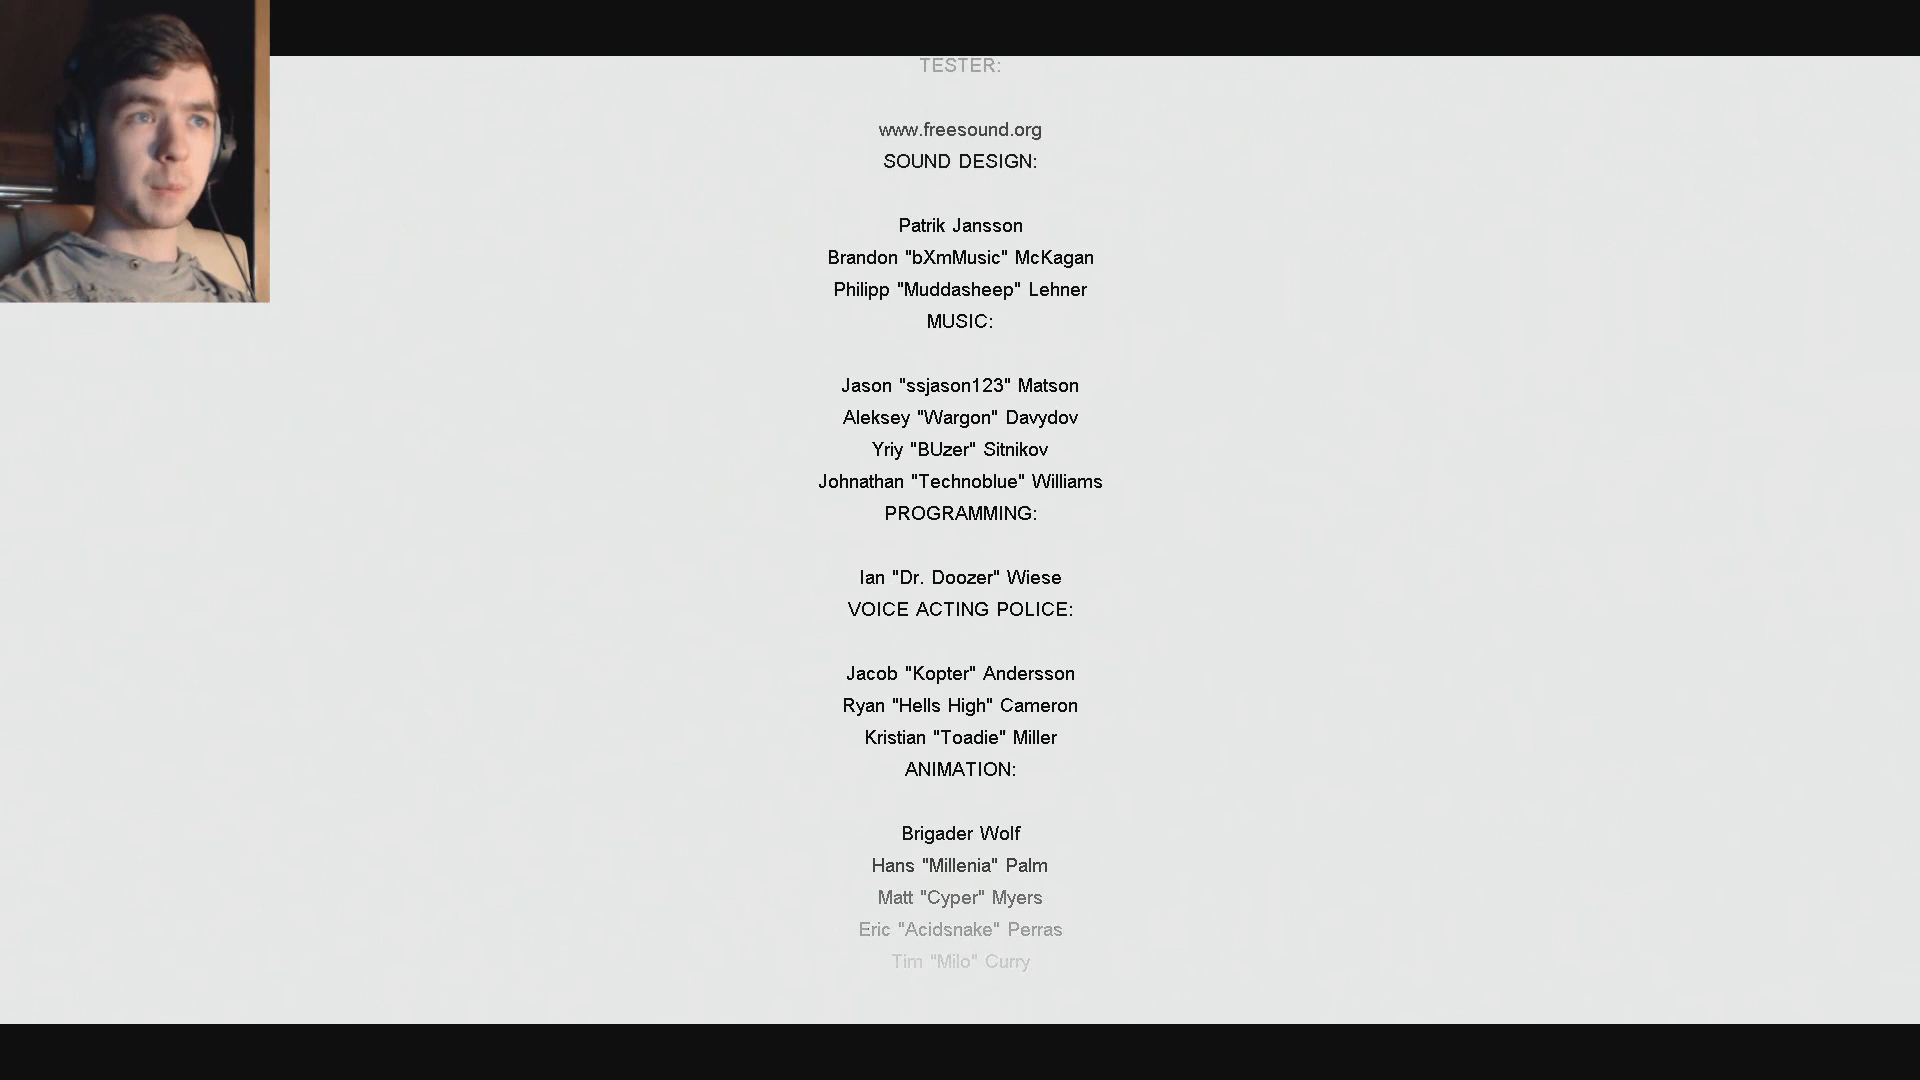 TESTER:
www.freesound.org
SOUND DESIGN:
Patrik Jansson
Brandon "bXmMusic" McKagan
Philipp "Muddasheep" Lehner
MUSIC:
Jason "ssjason123" Matson
Aleksey "Wargon" Davydov
Yriy "BUzer" Sitnikov
Johnathan "Technoblue" Williams
PROGRAMMING:
Ian "Dr. Doozer" Wiese
VOICE ACTING POLICE:
Jacob "Kopter" Andersson
Ryan "Hells High" Cameron
Kristian "Toadie" Miller
ANIMATION:
Brigader Wolf
Hans "Millenia" Palm
Matt "Cyper" Myers
Eric "Acidsnake" Perras
Tim "Milo" Curry